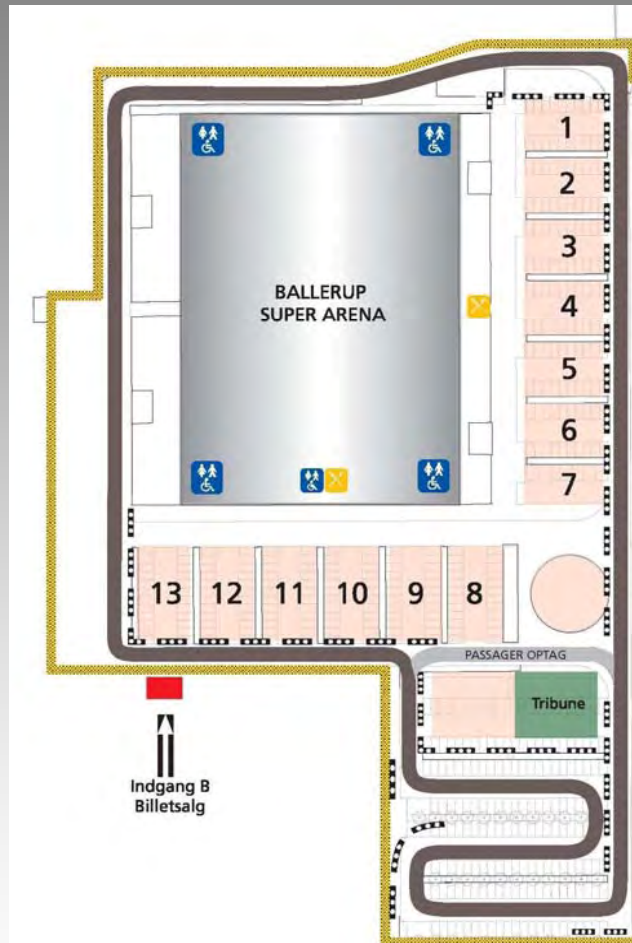 1
2
3
BALLERUP
SUPER ARENA
4
5
6
7
13 12 11 10 9 8
PASSAGER OPTAG
Tribune
Indgang B
Billetsalg